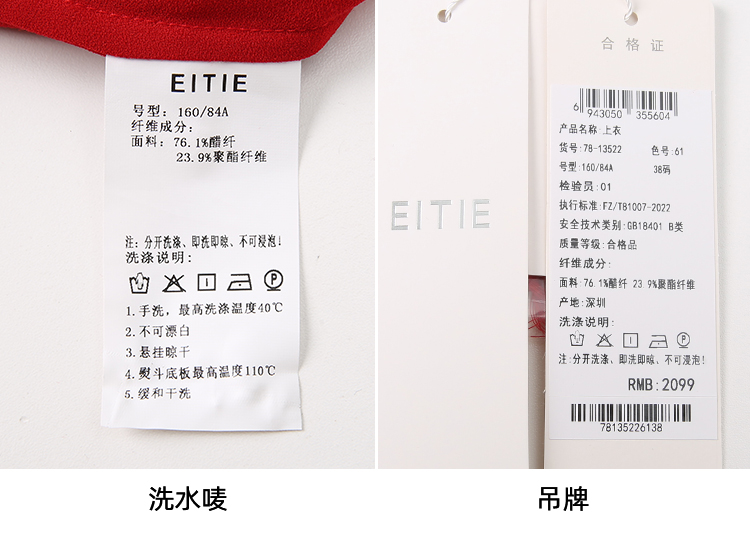 EITIE
号型: 160/84A
纤维成分:
面料: 76.1%醋纤
23.9%聚酯纤维
注: 分开洗涤、即洗即晾、不可浸泡!
洗涤说明:
1.手洗，最高洗涤温度40℃
2.不可漂白
3.悬挂晾干
4.熨斗底板最高温度110℃
5.缓和干洗
洗水唛
EITIE
合格证
6 943050 355604
产品名称:上衣
货号:78-13522 色号:61
号型:160/84A 38码
检验员:01
执行标准:FZ/T81007-2022
安全技术类别:GB18401 B类
质量等级:合格品
纤维成分:
面料:76.1%醋纤 23.9%聚酯纤维
产地:深圳
洗涤说明:
注:分开洗涤、即洗即晾、不可浸泡!
RMB:2099
78135226138
吊牌